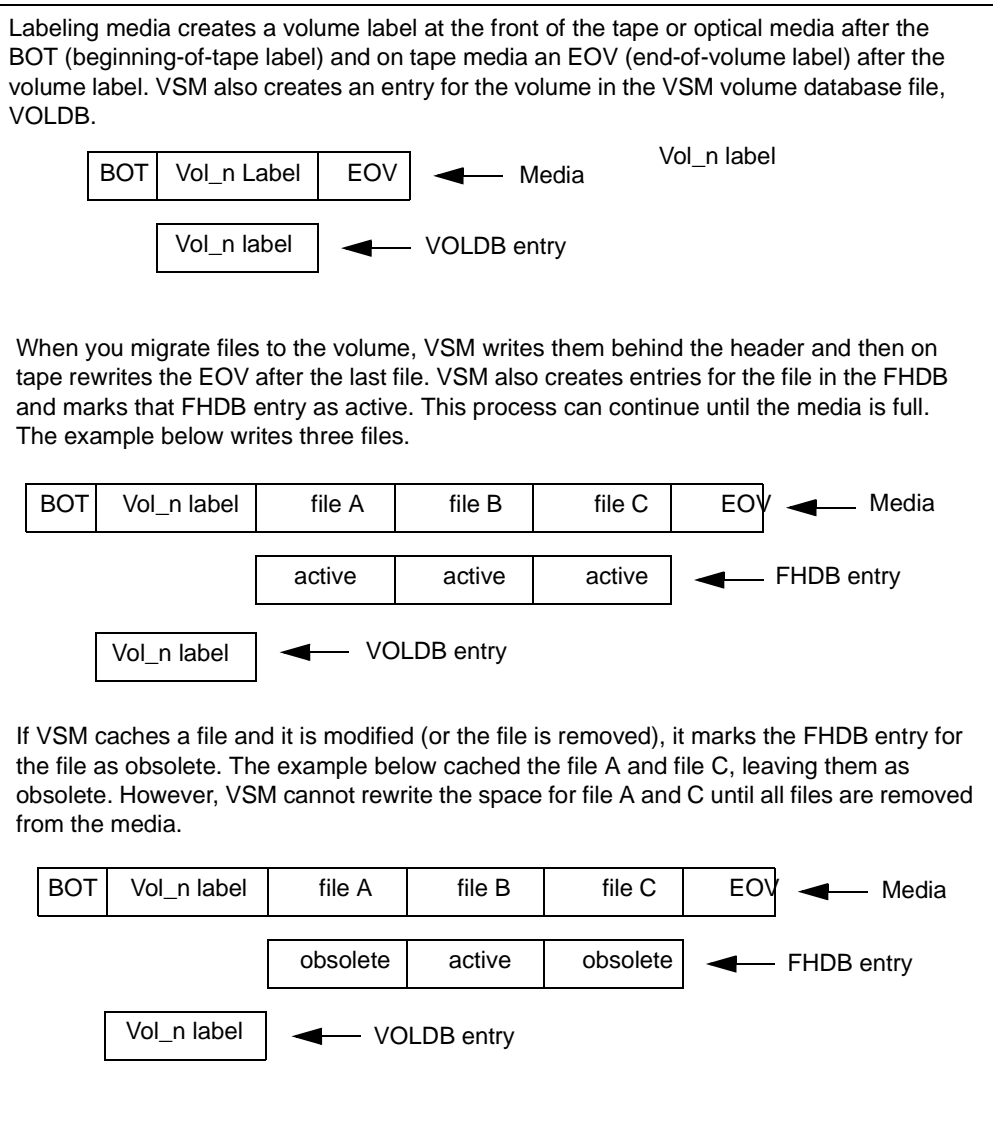 Labeling media creates a volume label at the front of the tape or optical media after the
BOT (beginning-of-tape label) and on tape media an EOV (end-of-volume label) after the
volume label. VSM also creates an entry for the volume in the VSM volume database file,
VOLDB.
Vol_n label
BOT Vol_n Label EOV Media
Vol_n label VOLDB entry
When you migrate files to the volume, VSM writes them behind the header and then on
tape rewrites the EOV after the last file. VSM also creates entries for the file in the FHDB
and marks that FHDB entry as active. This process can continue until the media is full.
The example below writes three files.
BOT Vol_n label file A file B file C EOV Media
active active active FHDB entry
Vol_n label VOLDB entry
If VSM caches a file and it is modified (or the file is removed), it marks the FHDB entry for
the file as obsolete. The example below cached the file A and file C, leaving them as
obsolete. However, VSM cannot rewrite the space for file A and C until all files are removed
from the media.
BOT Vol_n label file A file B file C EOV Media
obsolete active obsolete FHDB entry
Vol_n label VOLDB entry